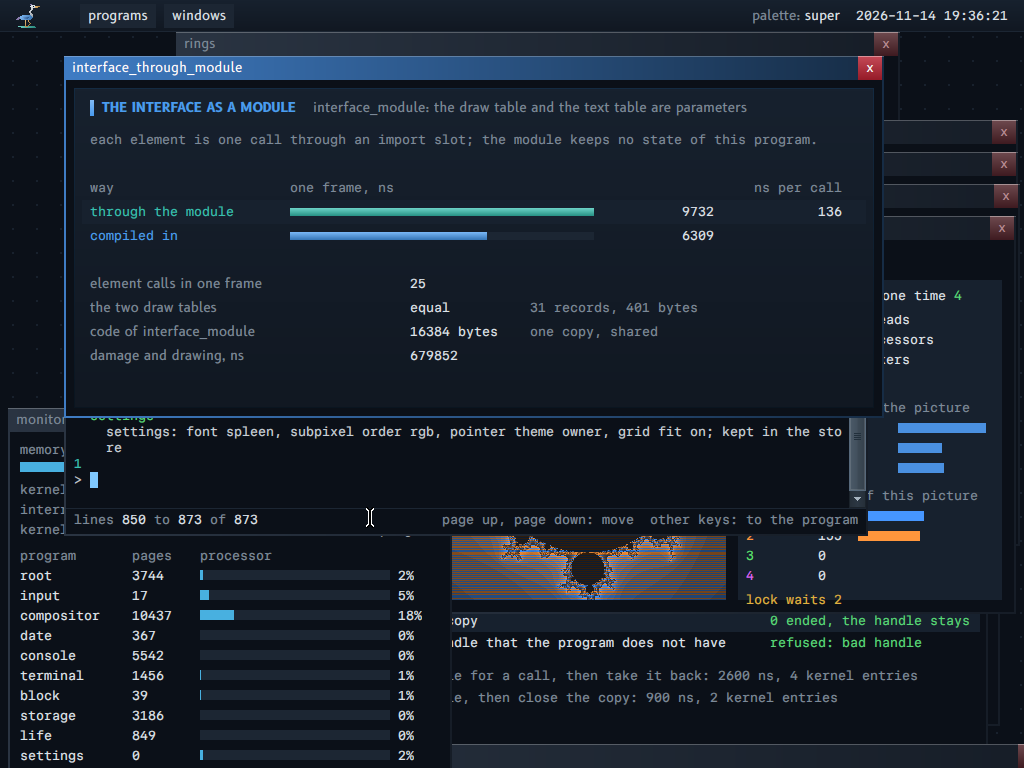 programs windows palette: super 2026-11-14 19:36:21
rings x
interface_through_module x
THE INTERFACE AS A MODULE interface_module: the draw table and the text table are parameters
each element is one call through an import slot; the module keeps no state of this program.
way one frame, ns ns per call
through the module 9732 136
compiled in 6309
element calls in one frame 25
the two draw tables equal 31 records, 401 bytes
code of interface_module 16384 bytes one copy, shared
damage and drawing, ns 679852
x
x
x
x
one time 4
eads
cessors
kers
the picture
f this picture
settings: font spleen, subpixel order rgb, pointer theme owner, grid fit on; kept in the sto
re
1
>
lines 850 to 873 of 873 page up, page down: move other keys: to the program
monitor
memory
kernel
inter
kernel
program pages processor
root 3744 2%
input 17 5%
compositor 10437 18%
date 367 0%
console 5542 0%
terminal 1456 1%
block 39 1%
storage 3186 0%
life 849 0%
settings 0 2%
3 0
4 0
lock waits 2
copy 0 ended, the handle stays
ndle that the program does not have refused: bad handle
le for a call, then take it back: 2600 ns, 4 kernel entries
e, then close the copy: 900 ns, 2 kernel entries